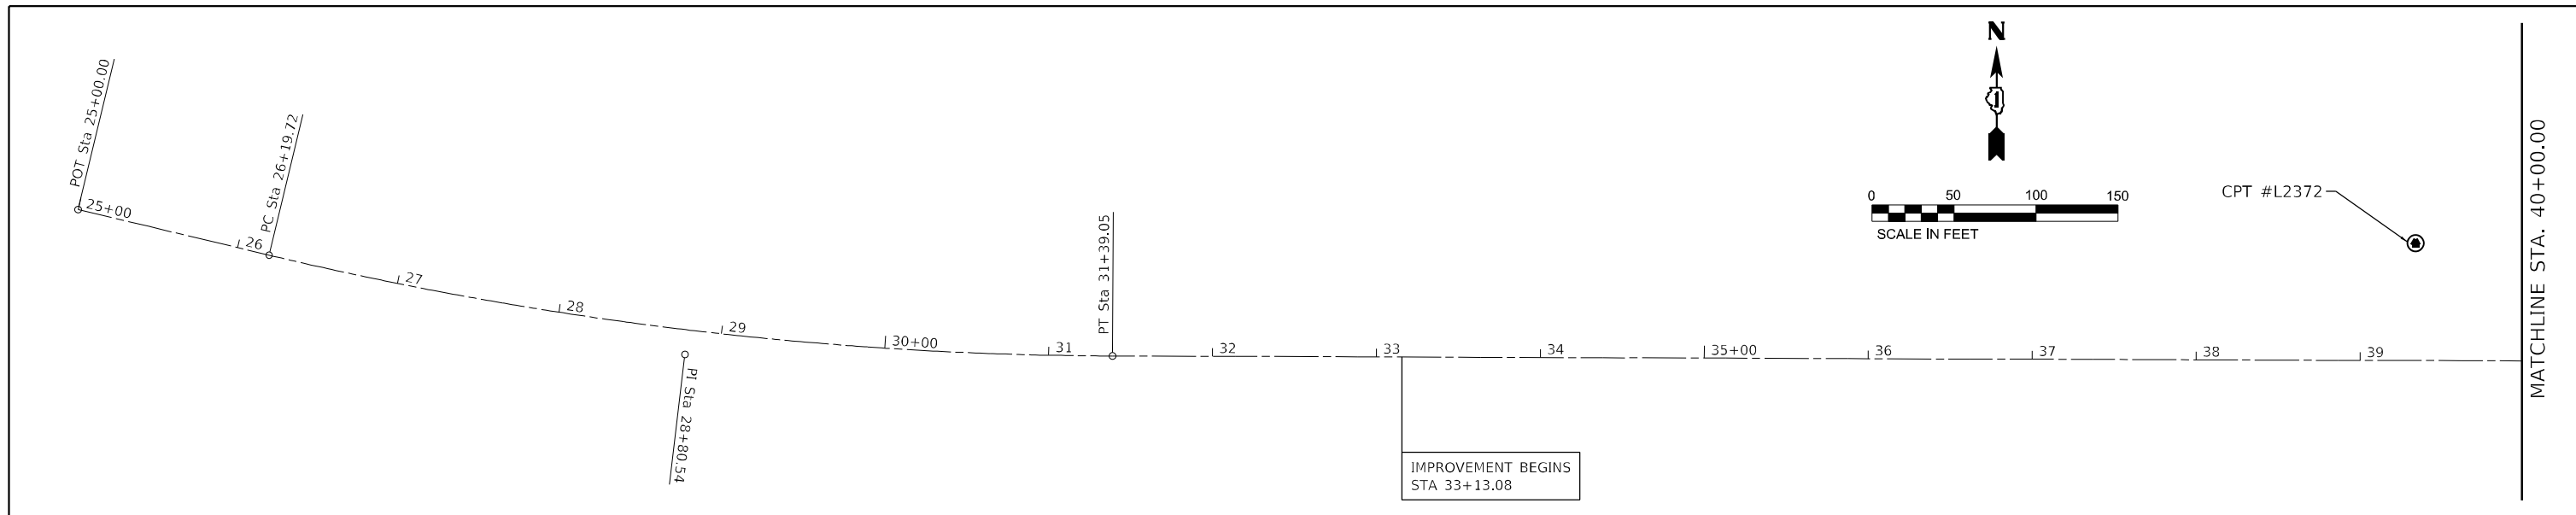 POT Sta 25+00.00
25+00
26
PC Sta 26+19.72
27
28
29
PI Sta 28+80.54
30+00
31
PT Sta 31+39.05
32
33
IMPROVEMENT BEGINS
STA 33+13.08
34
35+00
36
37
38
39
N
0 50 100 150
SCALE IN FEET
CPT #L2372
MATCHLINE STA. 40+00.00